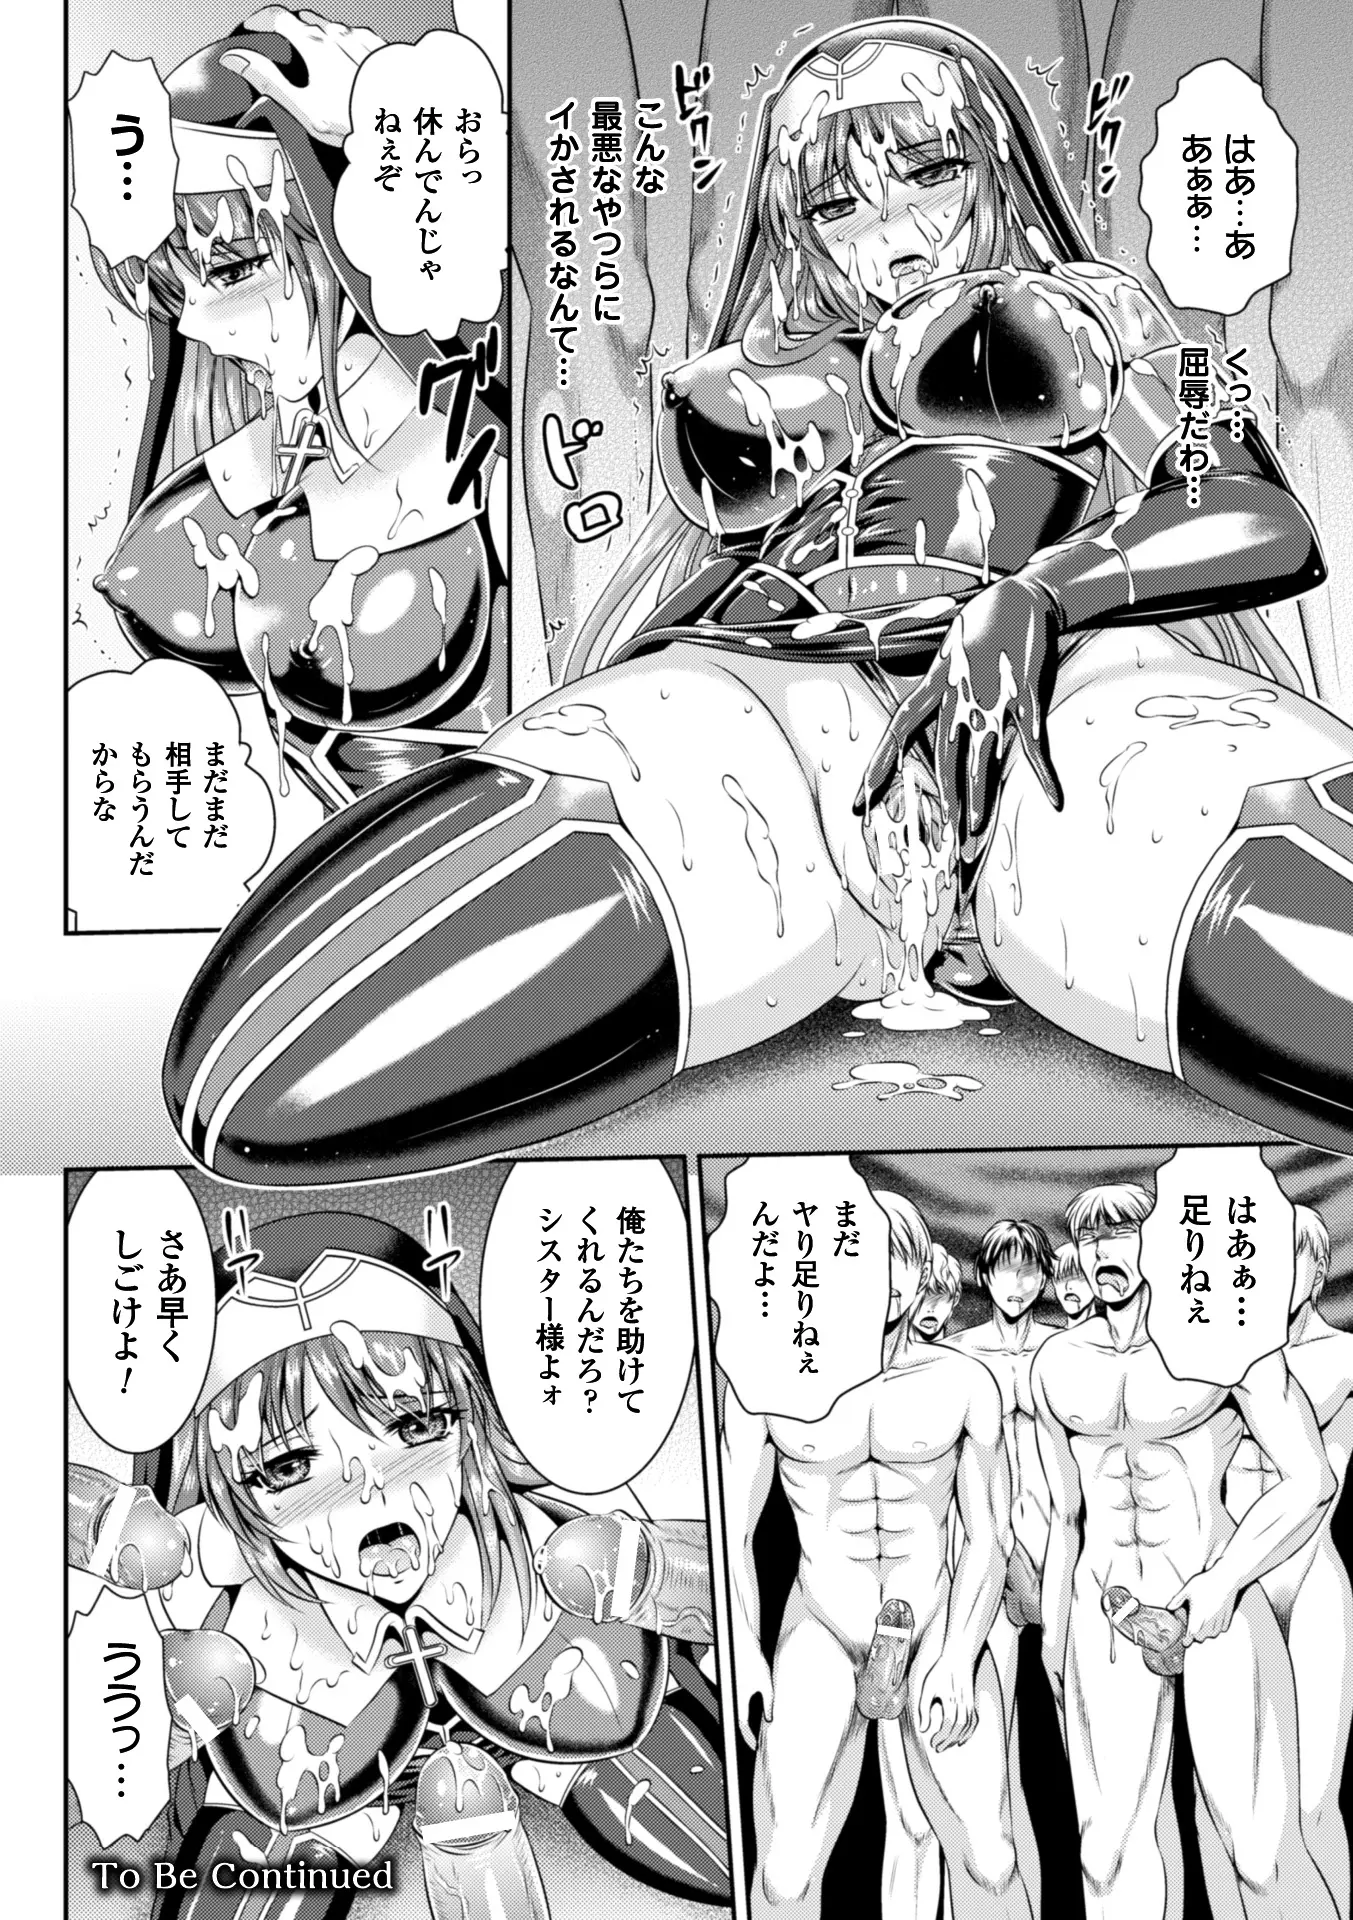 はあ…あ
あぁぁ…
くっ…
屈辱だわ…
こんな
最悪なやつらに
イかされるなんて…
ビクン
ビクン
ドロ
おらっ
休んでんじゃ
ねぇぞ
う…
グッ
まだまだ
相手して
もらうんだ
からな
はあぁ…
足りねぇ
まだ
ヤり足りねぇ
んだよ…
俺たちを助けて
くれるんだろ?
シスター様よォ
さあ早く
しごけよ!
ううっ…
To Be Continued